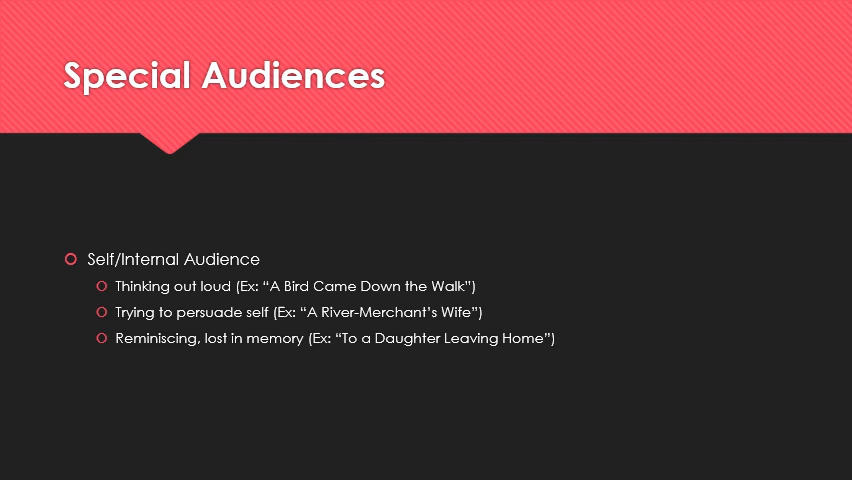 Special Audiences
Self/Internal Audience
Thinking out loud (Ex: “A Bird Came Down the Walk”)
Trying to persuade self (Ex: “A River-Merchant’s Wife”)
Reminiscing, lost in memory (Ex: “To a Daughter Leaving Home”)